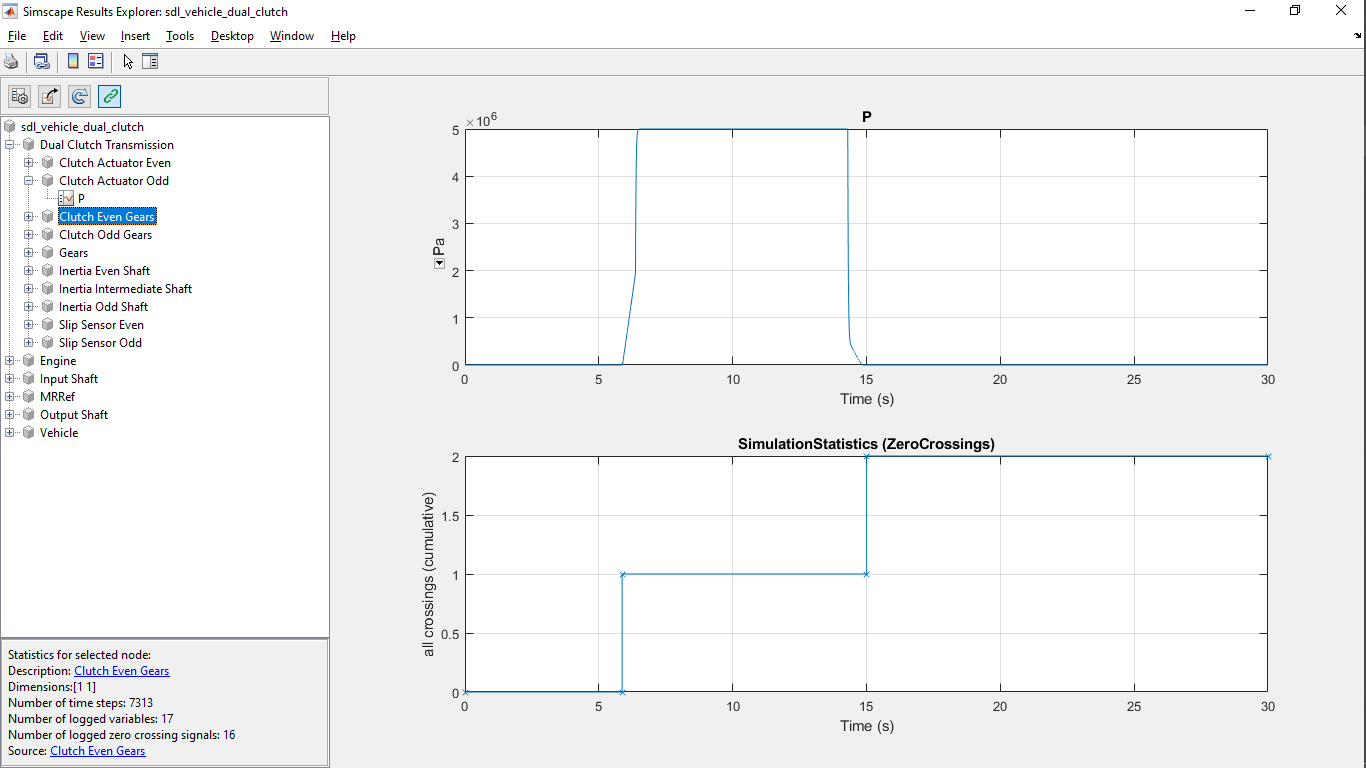 Simscape Results Explorer: sdl_vehicle_dual_clutch
File Edit View Insert Tools Desktop Window Help
sdl_vehicle_dual_clutch
Dual Clutch Transmission
Clutch Actuator Even
Clutch Actuator Odd
P
Clutch Even Gears
Clutch Odd Gears
Gears
Inertia Even Shaft
Inertia Intermediate Shaft
Inertia Odd Shaft
Slip Sensor Even
Slip Sensor Odd
Engine
Input Shaft
MRRef
Output Shaft
Vehicle
Statistics for selected node:
Description: Clutch Even Gears
Dimensions:[1 1]
Number of time steps: 7313
Number of logged variables: 17
Number of logged zero crossing signals: 16
Source: Clutch Even Gears
P
×10⁶
5
4
3
2
1
0
Pa
0 5 10 15 20 25 30
Time (s)
SimulationStatistics (ZeroCrossings)
2
1.5
1
0.5
0
all crossings (cumulative)
0 5 10 15 20 25 30
Time (s)